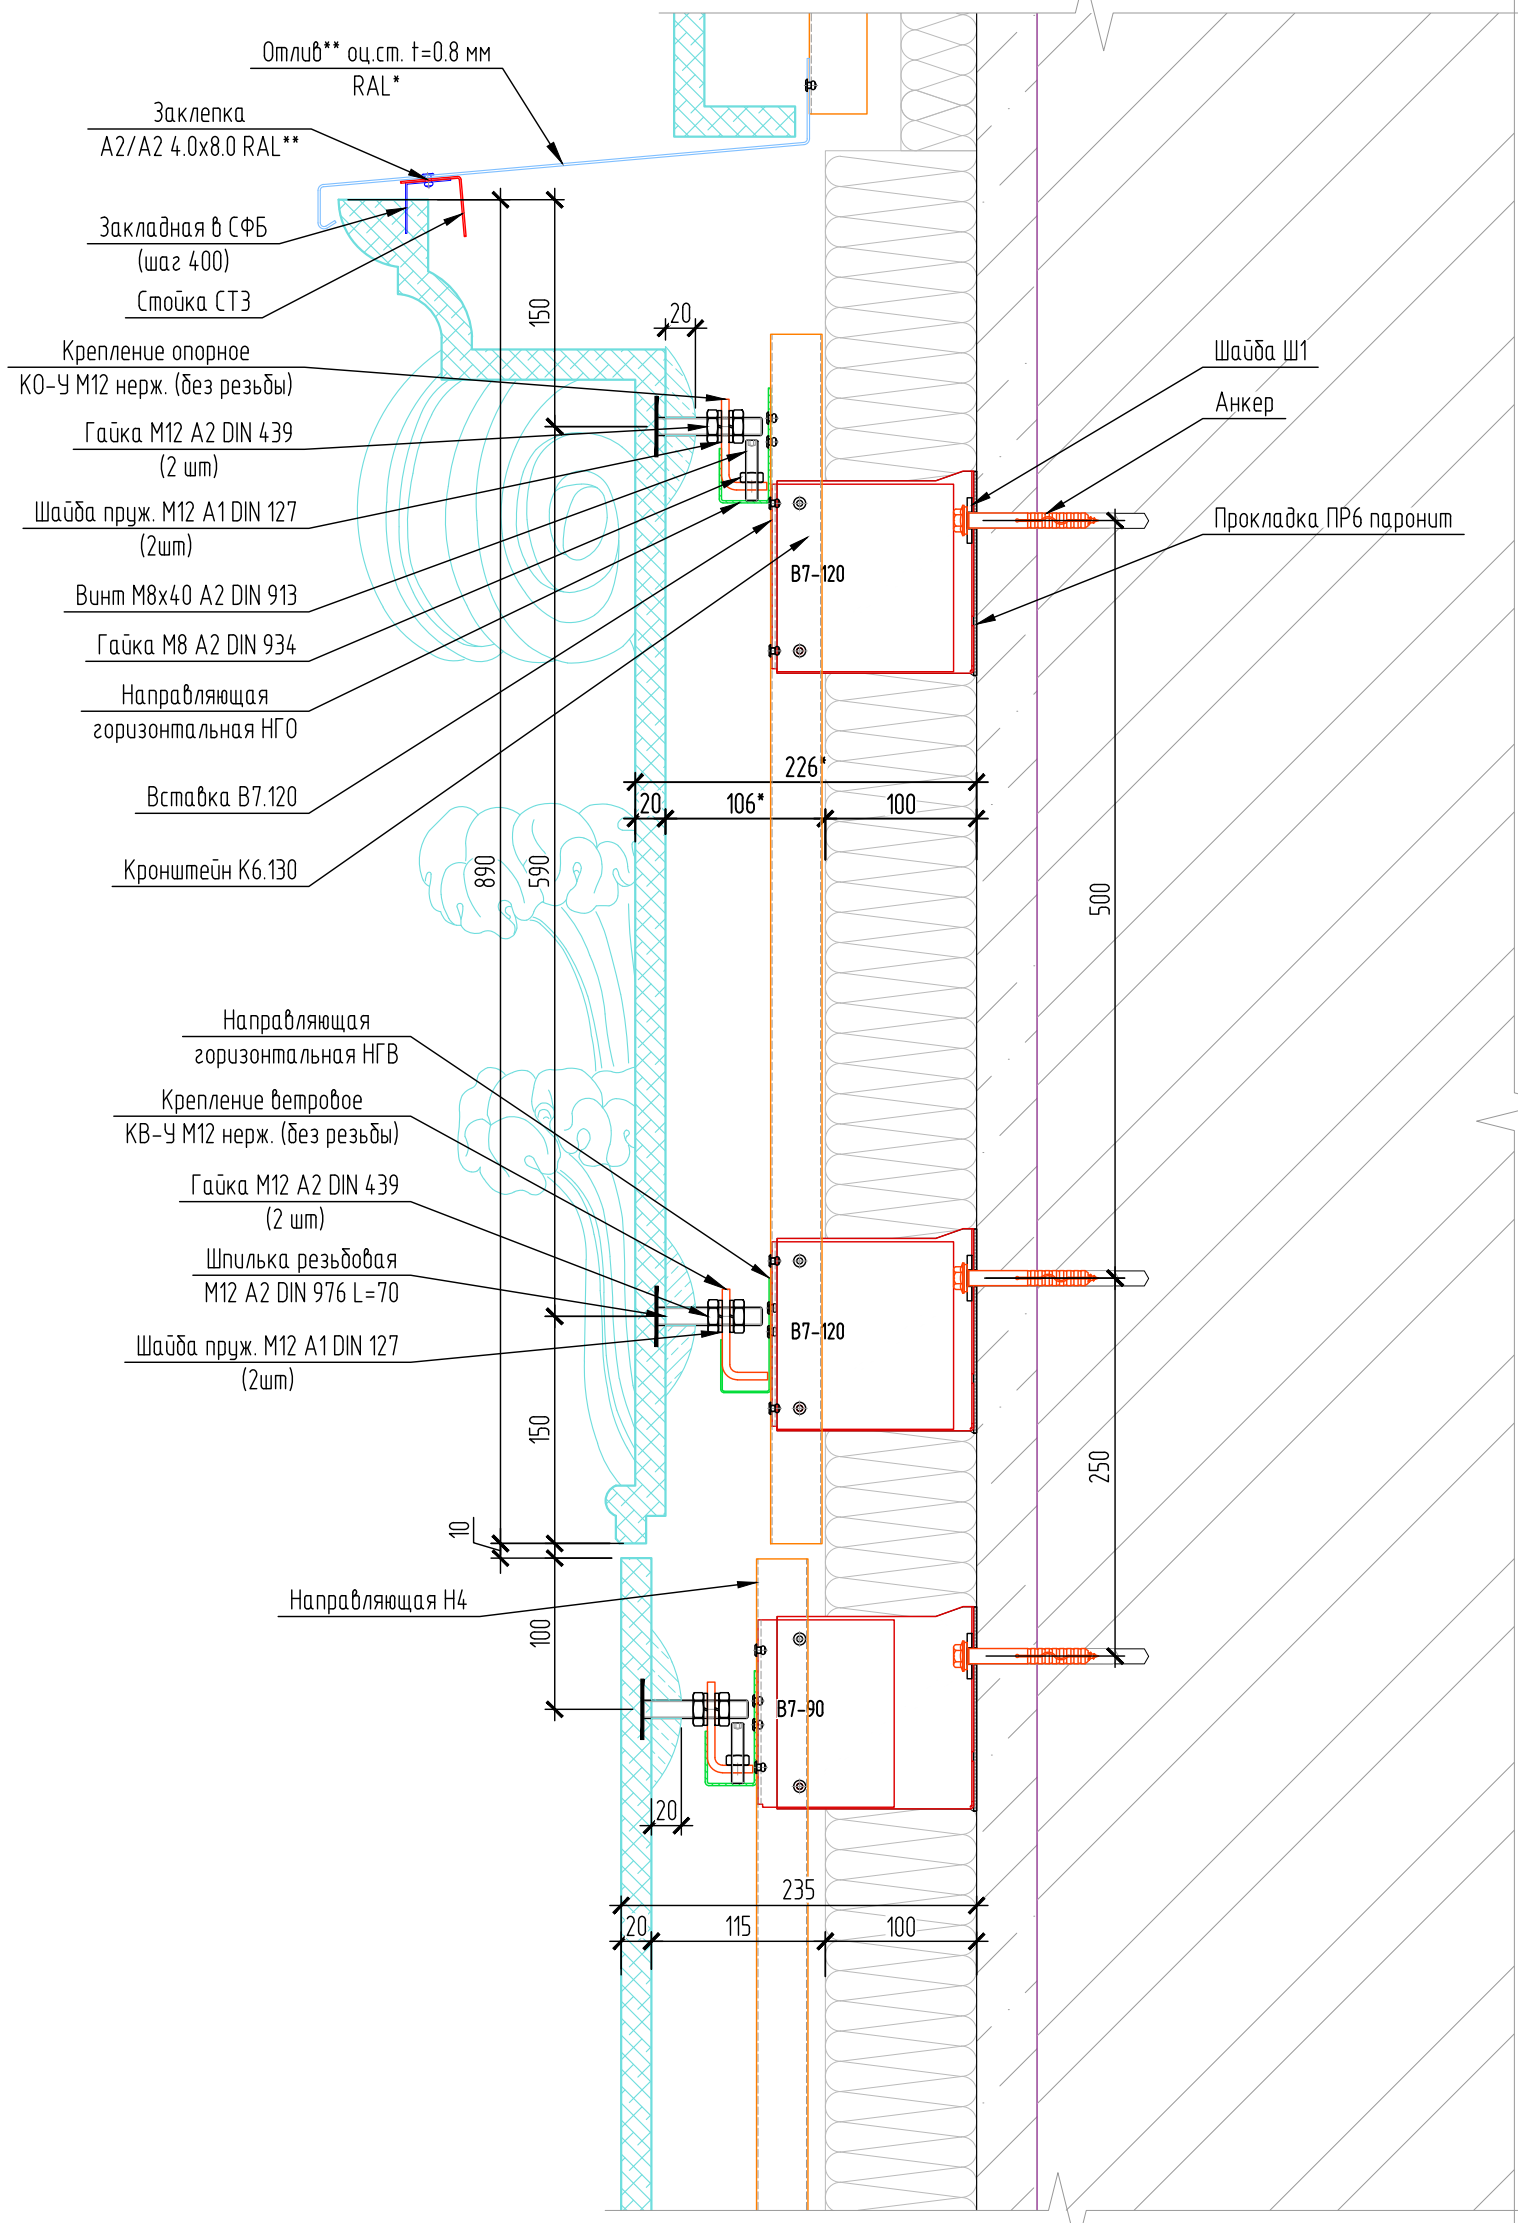 Отлив** оц.ст. t=0.8 мм
RAL*
Заклепка
А2/А2 4.0х8.0 RAL**
Закладная в СФБ
(шаг 400)
Стойка СТ3
Крепление опорное
КО-У М12 нерж. (без резьбы)
Гайка М12 А2 DIN 439
(2 шт)
Шайба пруж. М12 А1 DIN 127
(2шт)
Винт М8х40 А2 DIN 913
Гайка М8 А2 DIN 934
Направляющая
горизонтальная НГО
Вставка В7.120
Кронштейн К6.130
Направляющая
горизонтальная НГВ
Крепление ветровое
КВ-У М12 нерж. (без резьбы)
Гайка М12 А2 DIN 439
(2 шт)
Шпилька резьбовая
М12 А2 DIN 976 L=70
Шайба пруж. М12 А1 DIN 127
(2шт)
Направляющая Н4
Шайба Ш1
Анкер
Прокладка ПР6 паронит
150
20
В7-120
226*
20
106*
100
890
590
500
В7-120
150
250
10
100
В7-90
20
235
20
115
100